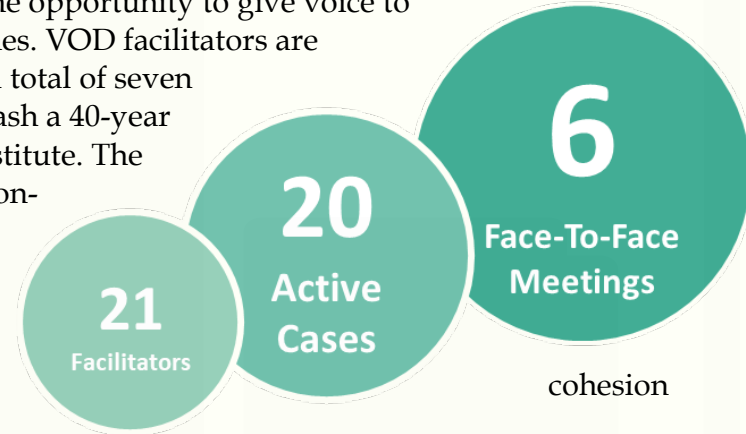 he opportunity to give voice to
es. VOD facilitators are
total of seven
ash a 40-year
stitute. The
on-
6
Face-To-Face
Meetings
20
Active
Cases
21
Facilitators
cohesion